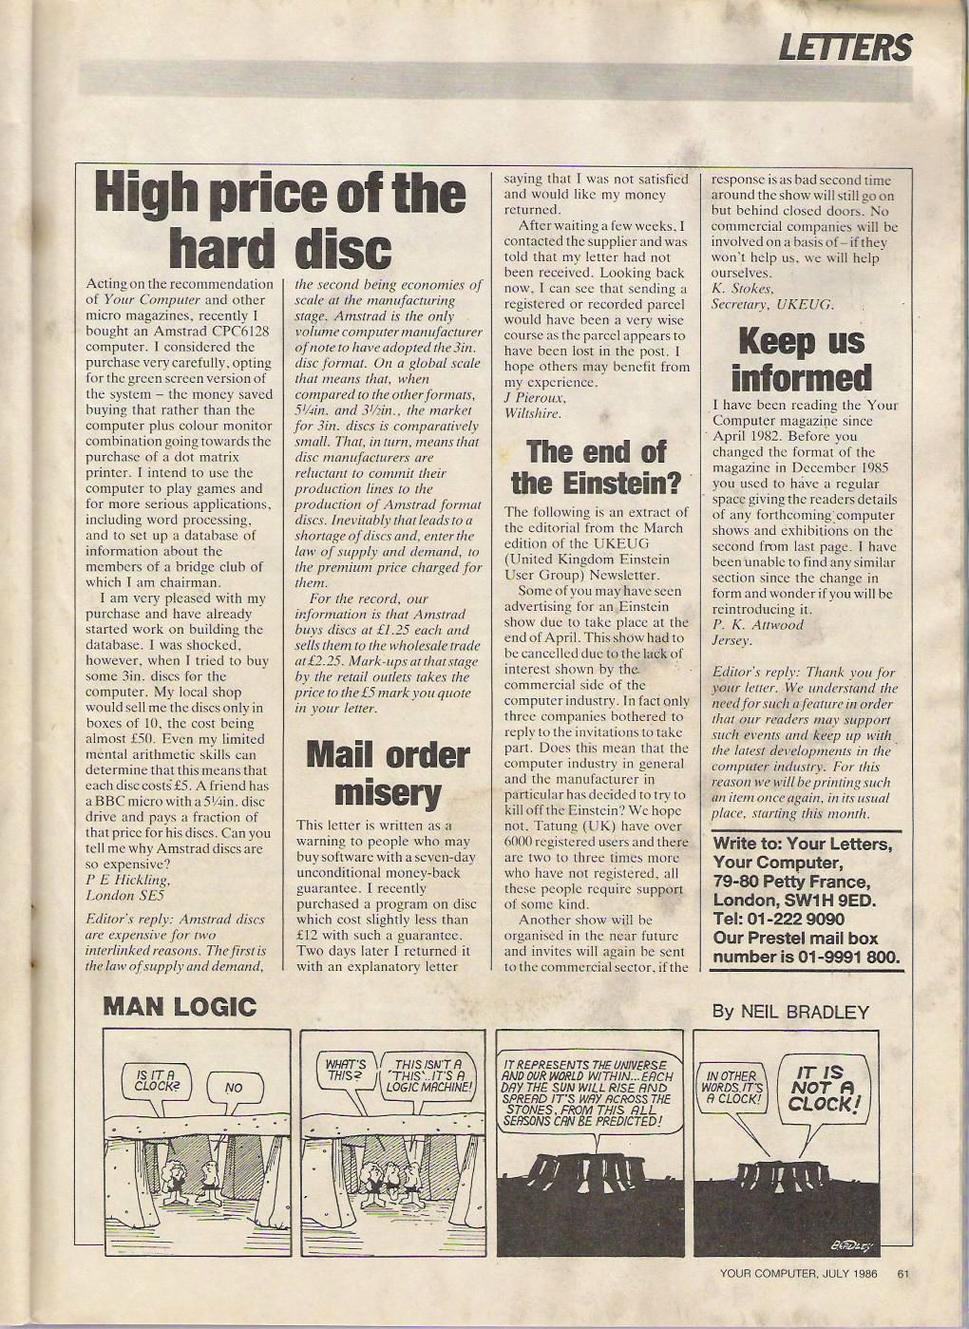 LETTERS
High price of the
hard disc
Acting on the recommendation
of Your Computer and other
micro magazines, recently I
bought an Amstrad CPC6128
computer. I considered the
purchase very carefully, opting
for the green screen version of
the system – the money saved
buying that rather than the
computer plus colour monitor
combination going towards the
purchase of a dot matrix
printer. I intend to use the
computer to play games and
for more serious applications,
including word processing,
and to set up a database of
information about the
members of a bridge club of
which I am chairman.
I am very pleased with my
purchase and have already
started work on building the
database. I was shocked,
however, when I tried to buy
some 3in. discs for the
computer. My local shop
would sell me the discs only in
boxes of 10, the cost being
almost £50. Even my limited
mental arithmetic skills can
determine that this means that
each disc costs £5. A friend has
a BBC micro with a 5¼in. disc
drive and pays a fraction of
that price for his discs. Can you
tell me why Amstrad discs are
so expensive?
P E Hickling,
London SE5
Editor's reply: Amstrad discs
are expensive for two
interlinked reasons. The first is
the law of supply and demand,
the second being economies of
scale at the manufacturing
stage. Amstrad is the only
volume computer manufacturer
of note to have adopted the 3in.
disc format. On a global scale
that means that, when
compared to the other formats,
5¼in. and 3½in., the market
for 3in. discs is comparatively
small. That, in turn, means that
disc manufacturers are
reluctant to commit their
production lines to the
production of Amstrad format
discs. Inevitably that leads to a
shortage of discs and, enter the
law of supply and demand, to
the premium price charged for
them.
For the record, our
information is that Amstrad
buys discs at £1.25 each and
sells them to the wholesale trade
at £2.25. Mark-ups at that stage
by the retail outlets takes the
price to the £5 mark you quote
in your letter.
Mail order
misery
This letter is written as a
warning to people who may
buy software with a seven-day
unconditional money-back
guarantee. I recently
purchased a program on disc
which cost slightly less than
£12 with such a guarantee.
Two days later I returned it
with an explanatory letter
saying that I was not satisfied
and would like my money
returned.
After waiting a few weeks, I
contacted the supplier and was
told that my letter had not
been received. Looking back
now, I can see that sending a
registered or recorded parcel
would have been a very wise
course as the parcel appears to
have been lost in the post. I
hope others may benefit from
my experience.
J Pieroux,
Wiltshire.
The end of
the Einstein?
The following is an extract of
the editorial from the March
edition of the UKEUG
(United Kingdom Einstein
User Group) Newsletter.
Some of you may have seen
advertising for an Einstein
show due to take place at the
end of April. This show had to
be cancelled due to the lack of
interest shown by the
commercial side of the
computer industry. In fact only
three companies bothered to
reply to the invitations to take
part. Does this mean that the
computer industry in general
and the manufacturer in
particular has decided to try to
kill off the Einstein? We hope
not. Tatung (UK) have over
6000 registered users and there
are two to three times more
who have not registered, all
these people require support
of some kind.
Another show will be
organised in the near future
and invites will again be sent
to the commercial sector, if the
response is as bad second time
around the show will still go on
but behind closed doors. No
commercial companies will be
involved on a basis of – if they
won't help us, we will help
ourselves.
K. Stokes,
Secretary, UKEUG.
Keep us
informed
I have been reading the Your
Computer magazine since
April 1982. Before you
changed the format of the
magazine in December 1985
you used to have a regular
space giving the readers details
of any forthcoming computer
shows and exhibitions on the
second from last page. I have
been unable to find any similar
section since the change in
form and wonder if you will be
reintroducing it.
P. K. Attwood
Jersey.
Editor's reply: Thank you for
your letter. We understand the
need for such a feature in order
that our readers may support
such events and keep up with
the latest developments in the
computer industry. For this
reason we will be printing such
an item once again, in its usual
place, starting this month.
Write to: Your Letters,
Your Computer,
79-80 Petty France,
London, SW1H 9ED.
Tel: 01-222 9090
Our Prestel mail box
number is 01-9991 800.
MAN LOGIC
By NEIL BRADLEY
IS IT A
CLOCK?
NO
WHAT'S
THIS?
THIS ISN'T A
'THIS'..IT'S A
LOGIC MACHINE!
IT REPRESENTS THE UNIVERSE
AND OUR WORLD WITHIN...EACH
DAY THE SUN WILL RISE AND
SPREAD IT'S WAY ACROSS THE
STONES, FROM THIS ALL
SEASONS CAN BE PREDICTED!
IN OTHER
WORDS, IT'S
A CLOCK!
IT IS
NOT A
CLOCK!
BRADLEY
YOUR COMPUTER, JULY 1986 61